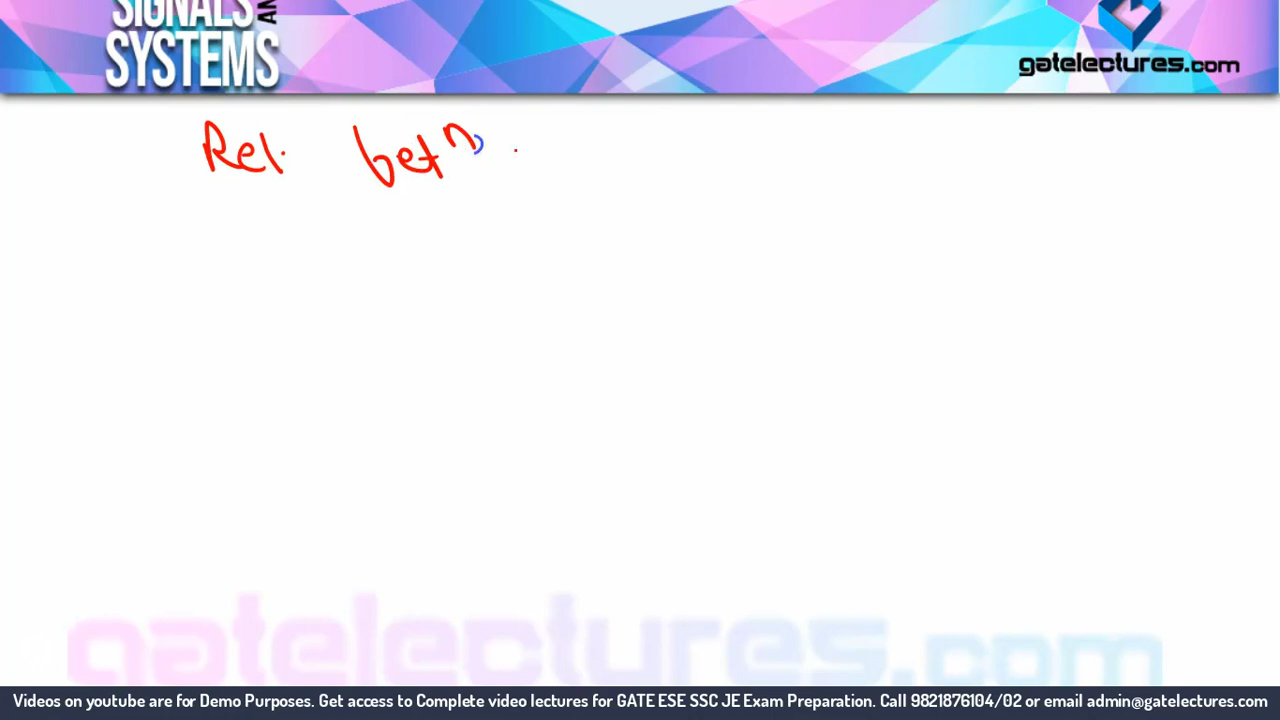 SIGNALS AND
SYSTEMS
gatelectures.com
Rel. betn
gatelectures.com
Videos on youtube are for Demo Purposes. Get access to Complete video lectures for GATE ESE SSC JE Exam Preparation. Call 9821876104/02 or email admin@gatelectures.com